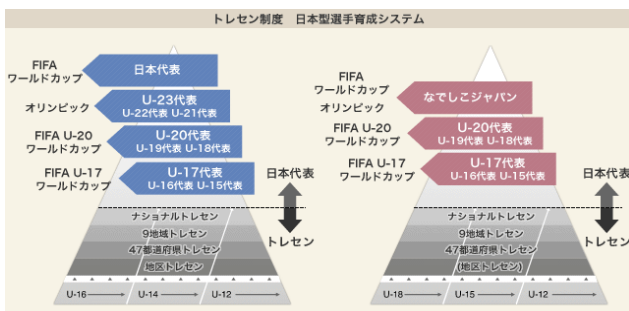 トレセン制度 日本型選手育成システム
FIFA
ワールドカップ
日本代表
オリンピック
U-23代表
U-22代表 U-21代表
FIFA U-20
ワールドカップ
U-20代表
U-19代表 U-18代表
FIFA U-17
ワールドカップ
U-17代表
U-16代表 U-15代表
日本代表
トレセン
ナショナルトレセン
9地域トレセン
47都道府県トレセン
地区トレセン
U-16
U-14
U-12
FIFA
ワールドカップ
オリンピック
なでしこジャパン
FIFA U-20
ワールドカップ
U-20代表
U-19代表 U-18代表
FIFA U-17
ワールドカップ
U-17代表
U-16代表 U-15代表
日本代表
トレセン
ナショナルトレセン
9地域トレセン
47都道府県トレセン
(地区トレセン)
U-18
U-15
U-12